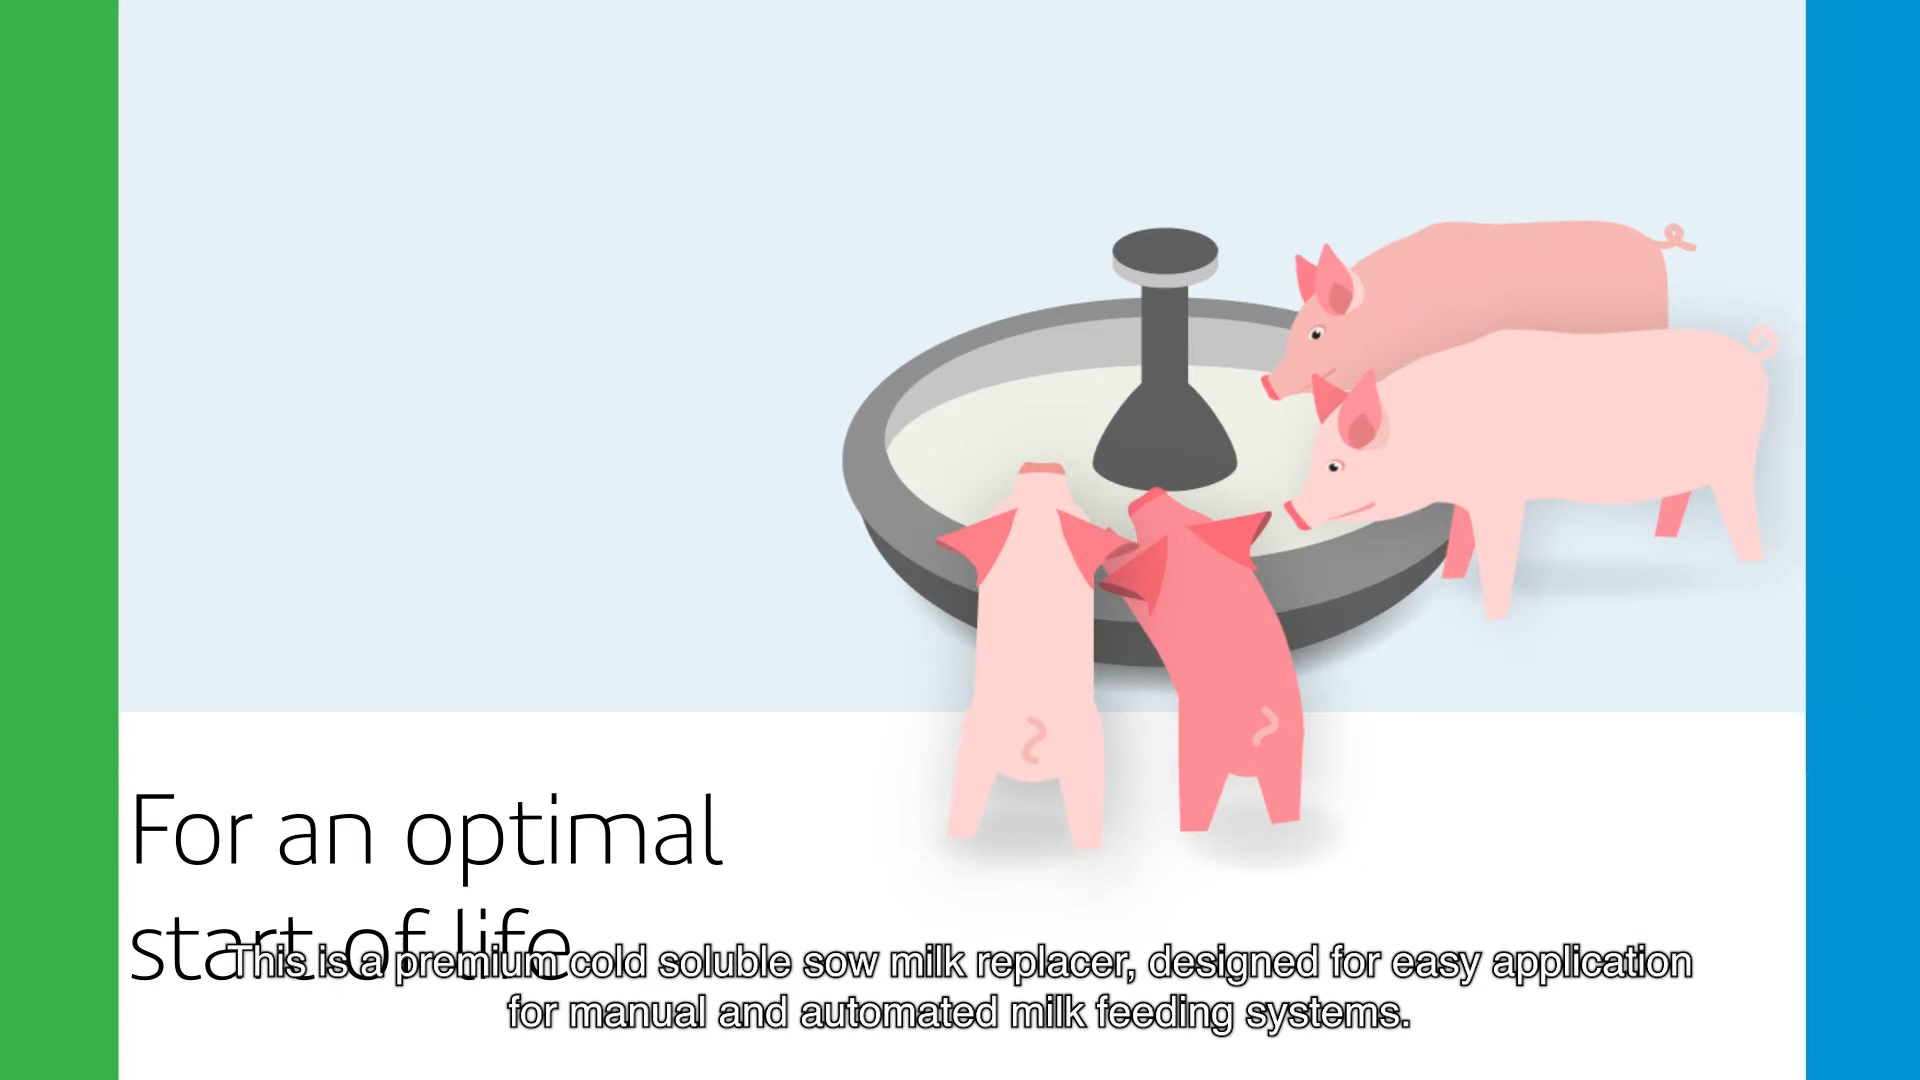 For an optimal
start of life
This is a premium cold soluble sow milk replacer, designed for easy application
for manual and automated milk feeding systems.